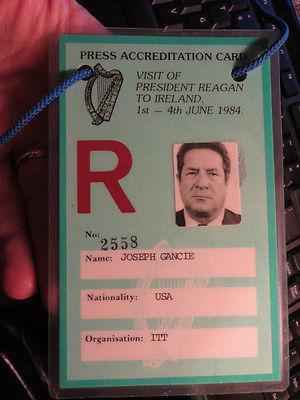 PRESS ACCREDITATION CARD
VISIT OF
PRESIDENT REAGAN
TO IRELAND.
1st — 4th JUNE 1984.
R
No: 2558
Name: JOSEPH GANCIE
Nationality: USA
Organisation: ITT